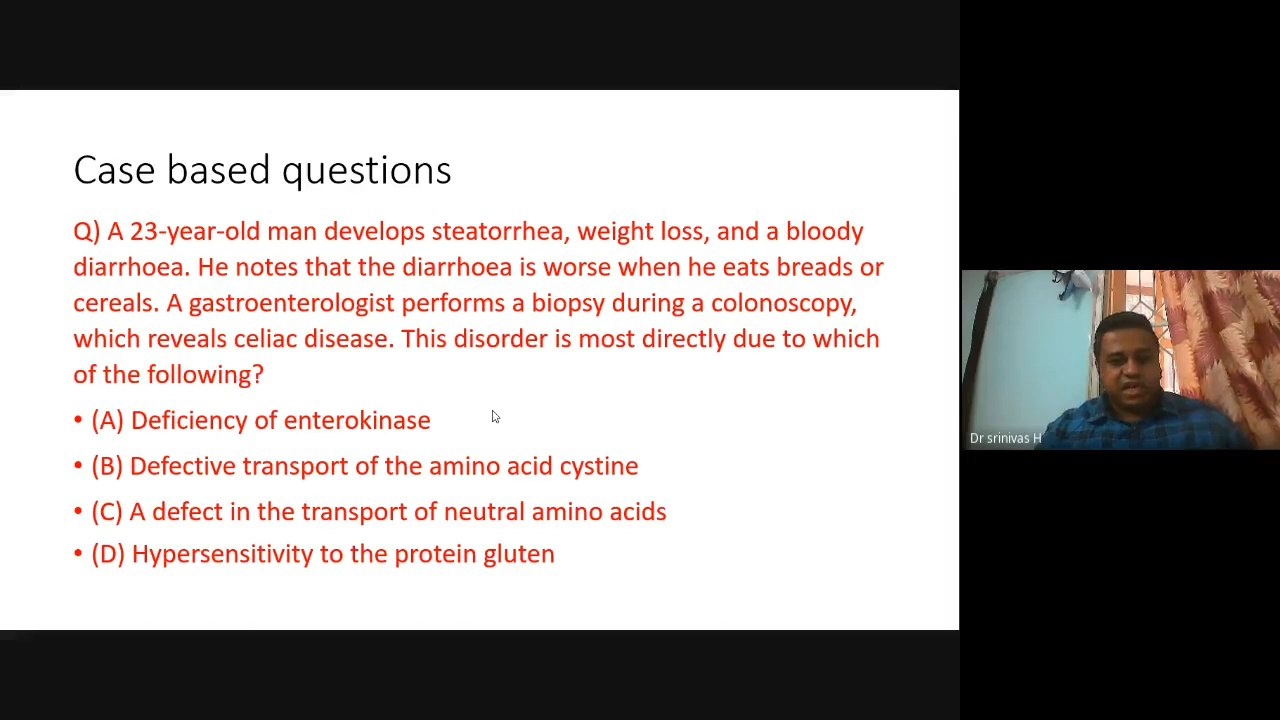 Case based questions
Q) A 23-year-old man develops steatorrhea, weight loss, and a bloody
diarrhoea. He notes that the diarrhoea is worse when he eats breads or
cereals. A gastroenterologist performs a biopsy during a colonoscopy,
which reveals celiac disease. This disorder is most directly due to which
of the following?
• (A) Deficiency of enterokinase
• (B) Defective transport of the amino acid cystine
• (C) A defect in the transport of neutral amino acids
• (D) Hypersensitivity to the protein gluten
Dr srinivas H